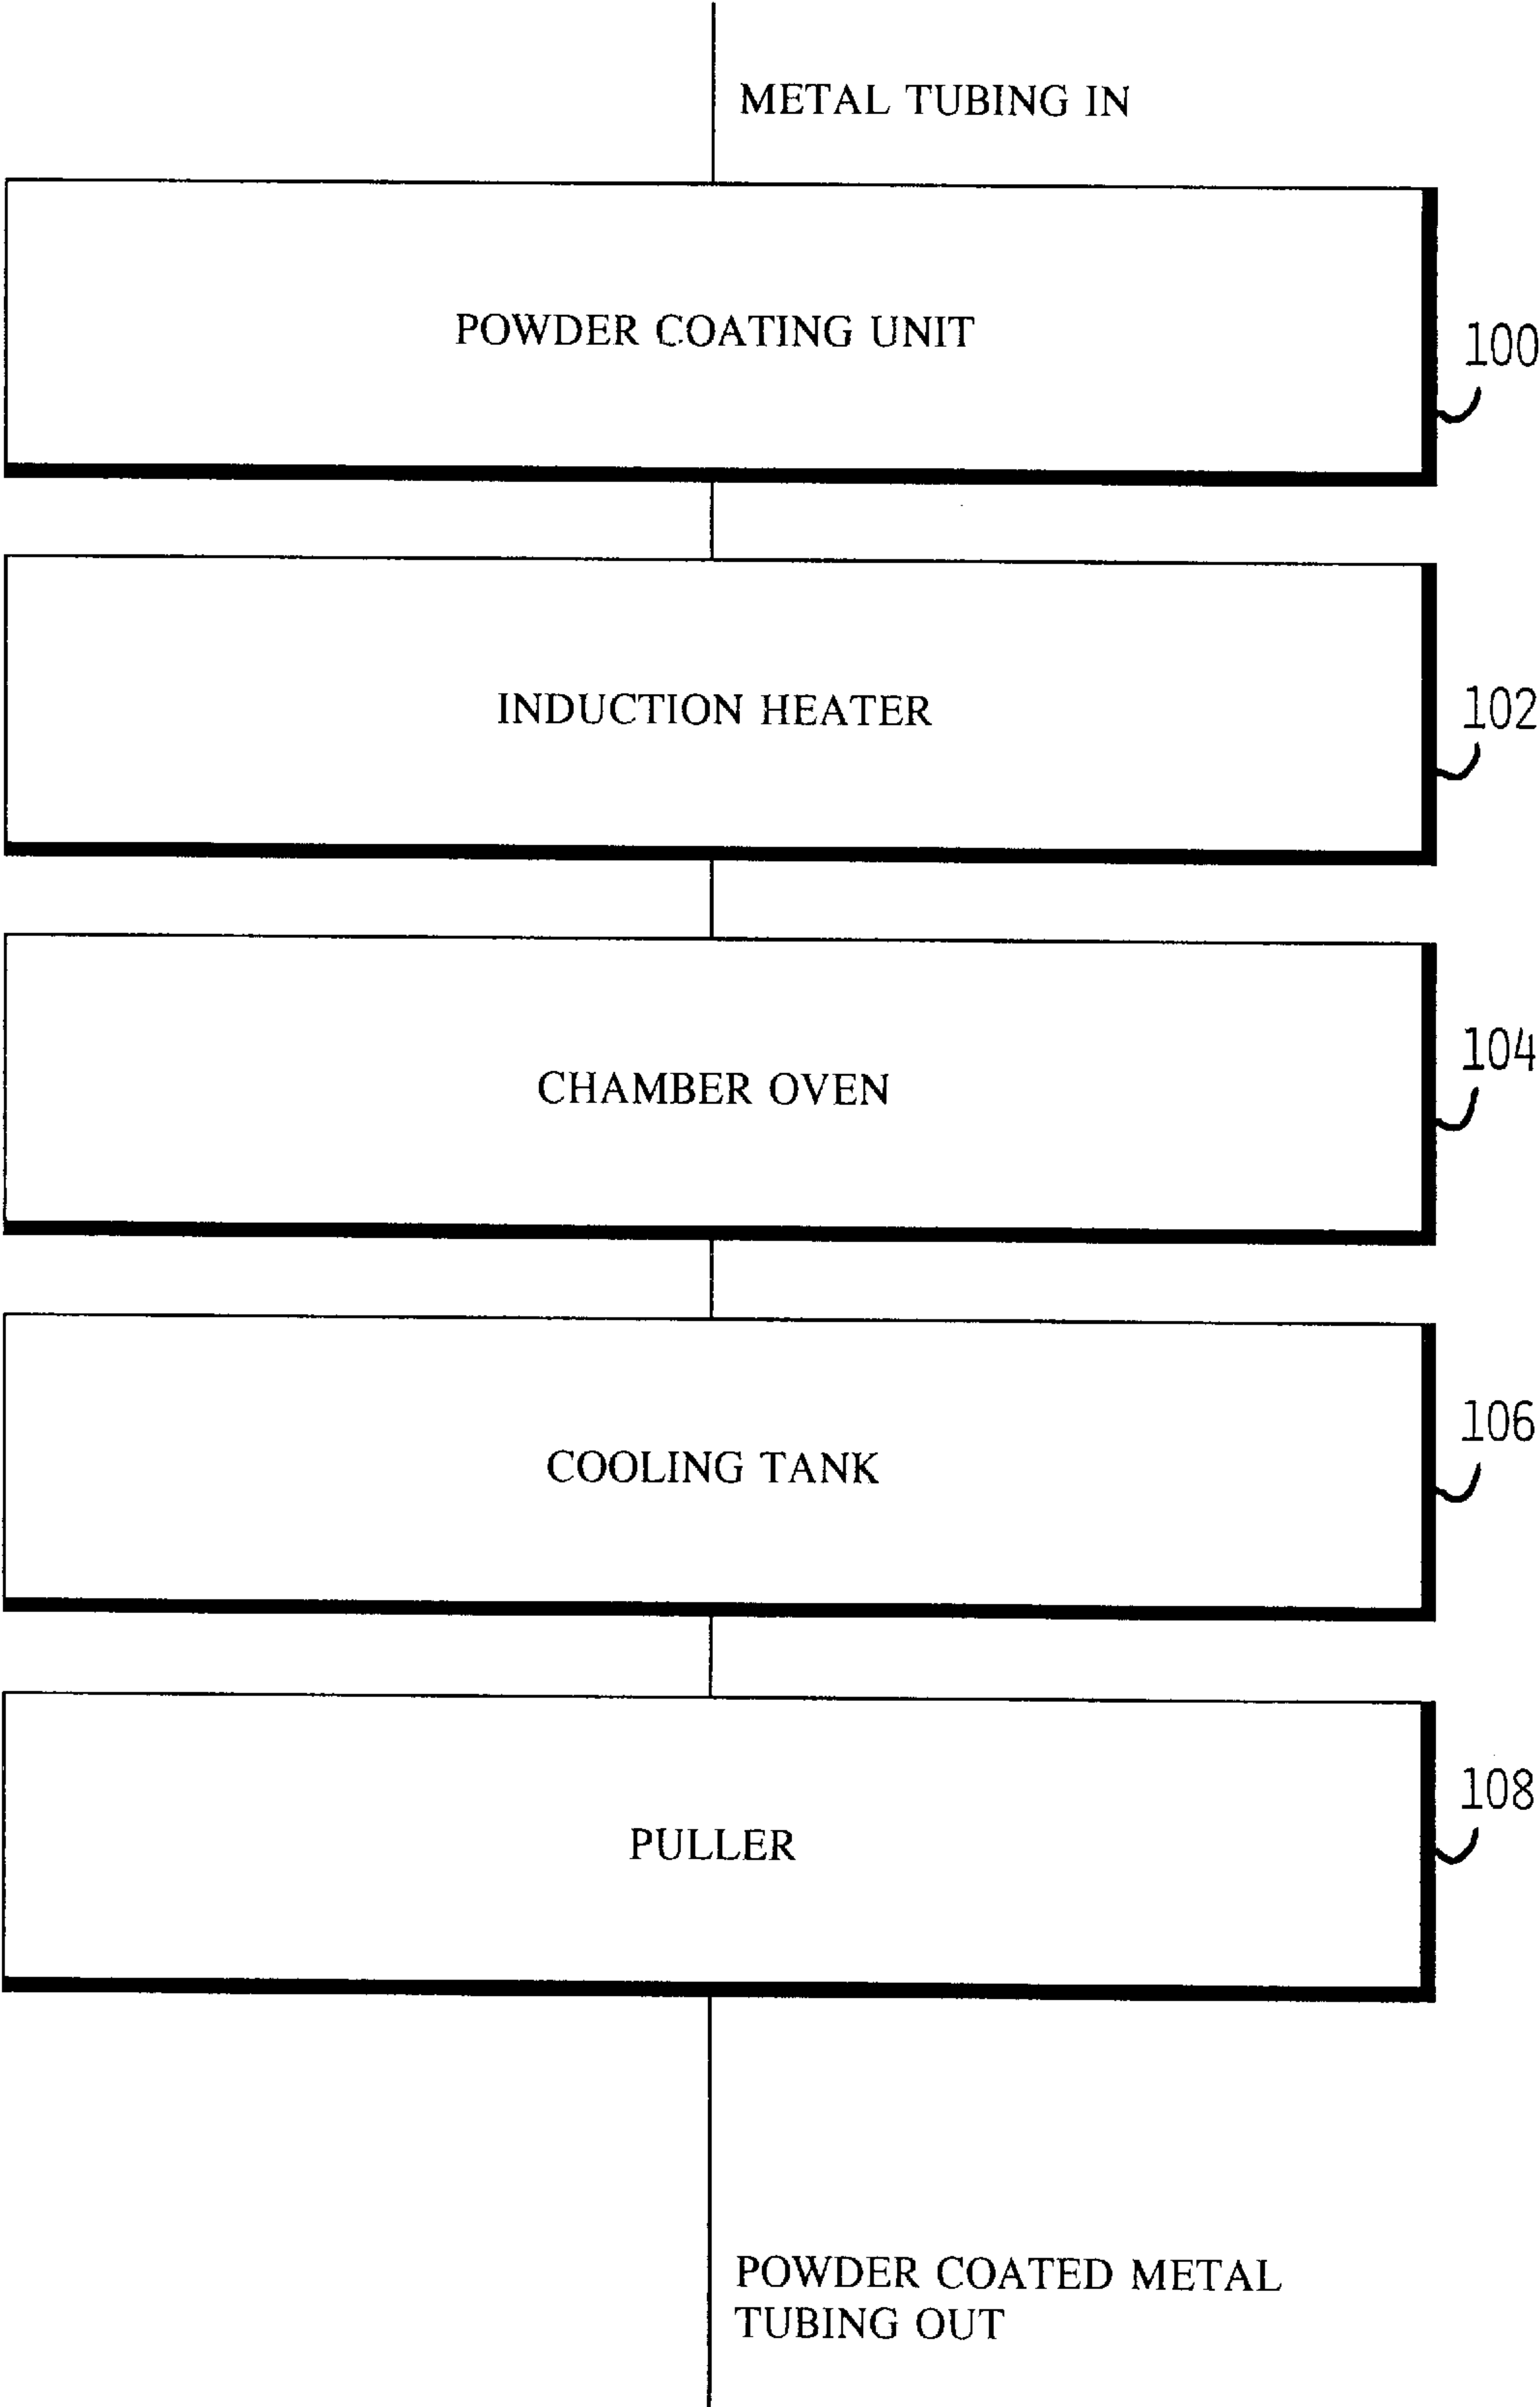 METAL TUBING IN
POWDER COATING UNIT
100
INDUCTION HEATER
102
CHAMBER OVEN
104
COOLING TANK
106
PULLER
108
POWDER COATED METAL
TUBING OUT